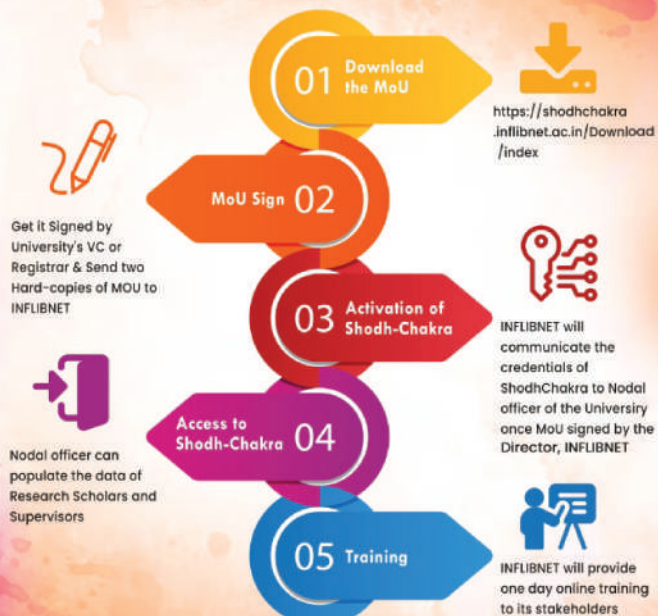 01 Download
the MoU
https://shodhchakra
.inflibnet.ac.in/Download
/index
MoU Sign 02
Get it Signed by
University's VC or
Registrar & Send two
Hard-copies of MOU to
INFLIBNET
03 Activation of
Shodh-Chakra
INFLIBNET will
communicate the
credentials of
ShodhChakra to Nodal
officer of the Universiry
once MoU signed by the
Director, INFLIBNET
Access to
Shodh-Chakra 04
Nodal officer can
populate the data of
Research Scholars and
Supervisors
05 Training
INFLIBNET will provide
one day online training
to its stakeholders